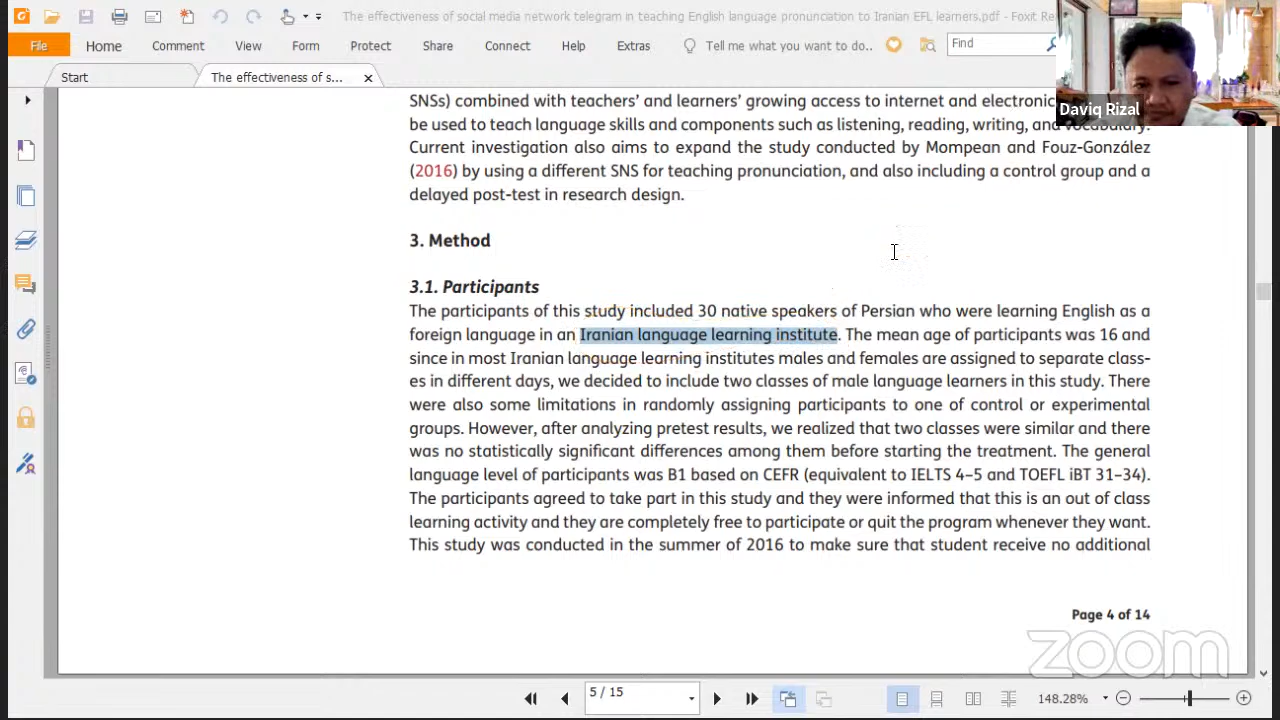 The effectiveness of social media network telegram in teaching English language pronunciation to Iranian EFL learners.pdf - Foxit Re
File Home Comment View Form Protect Share Connect Help Extras Tell me what you want to do.. Find
Start The effectiveness of s...
Daviq Rizal
SNSs) combined with teachers’ and learners’ growing access to internet and electronic
be used to teach language skills and components such as listening, reading, writing, and vocabulary.
Current investigation also aims to expand the study conducted by Mompean and Fouz-González
(2016) by using a different SNS for teaching pronunciation, and also including a control group and a
delayed post-test in research design.
3. Method
3.1. Participants
The participants of this study included 30 native speakers of Persian who were learning English as a
foreign language in an Iranian language learning institute. The mean age of participants was 16 and
since in most Iranian language learning institutes males and females are assigned to separate class-
es in different days, we decided to include two classes of male language learners in this study. There
were also some limitations in randomly assigning participants to one of control or experimental
groups. However, after analyzing pretest results, we realized that two classes were similar and there
was no statistically significant differences among them before starting the treatment. The general
language level of participants was B1 based on CEFR (equivalent to IELTS 4–5 and TOEFL iBT 31–34).
The participants agreed to take part in this study and they were informed that this is an out of class
learning activity and they are completely free to participate or quit the program whenever they want.
This study was conducted in the summer of 2016 to make sure that student receive no additional
Page 4 of 14
zoom
5 / 15
148.28%